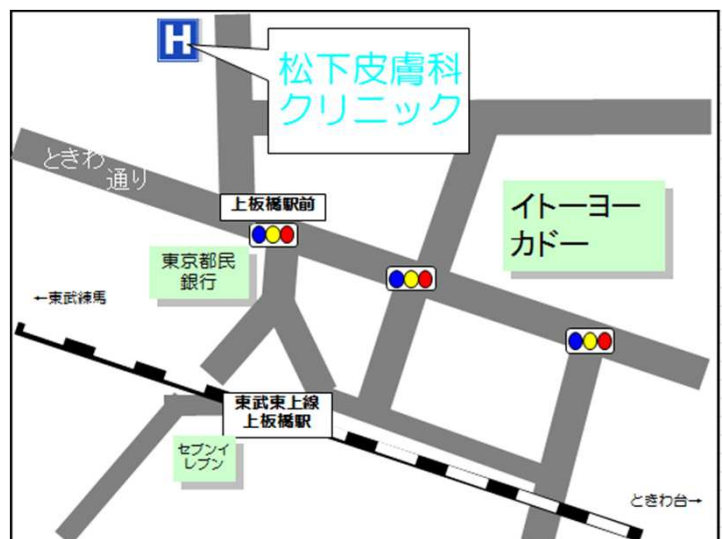 H
松下皮膚科
クリニック
ときわ
通り
上板橋駅前
イトーヨー
カドー
東京都民
銀行
←東武練馬
東武東上線
上板橋駅
セブンイ
レブン
ときわ台→